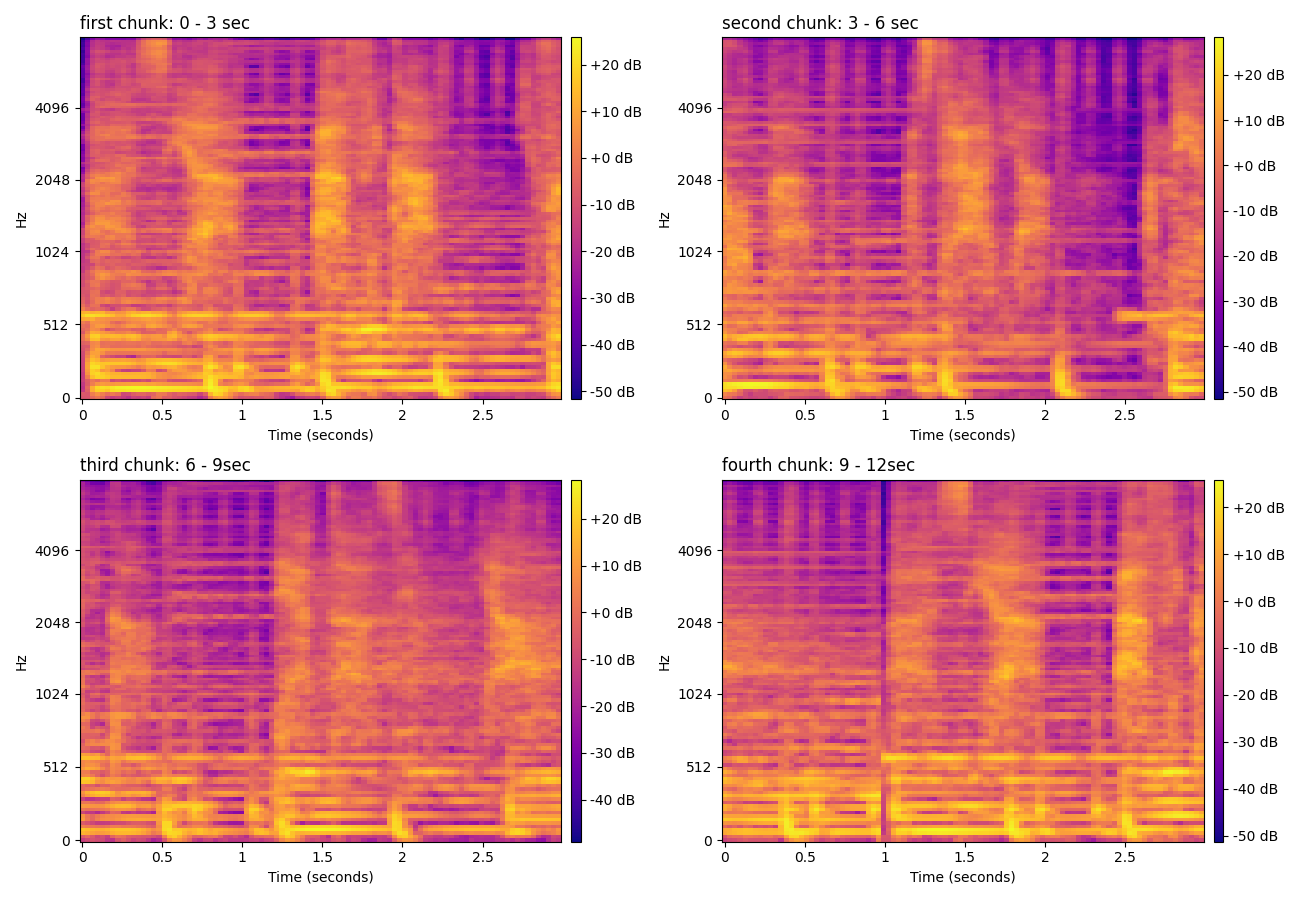 first chunk: 0 - 3 sec
+20 dB
+10 dB
+0 dB
-10 dB
-20 dB
-30 dB
-40 dB
-50 dB
4096
2048
1024
512
0
Hz
0 0.5 1 1.5 2 2.5
Time (seconds)
second chunk: 3 - 6 sec
+20 dB
+10 dB
+0 dB
-10 dB
-20 dB
-30 dB
-40 dB
-50 dB
4096
2048
1024
512
0
Hz
0 0.5 1 1.5 2 2.5
Time (seconds)
third chunk: 6 - 9sec
+20 dB
+10 dB
+0 dB
-10 dB
-20 dB
-30 dB
-40 dB
4096
2048
1024
512
0
Hz
0 0.5 1 1.5 2 2.5
Time (seconds)
fourth chunk: 9 - 12sec
+20 dB
+10 dB
+0 dB
-10 dB
-20 dB
-30 dB
-40 dB
-50 dB
4096
2048
1024
512
0
Hz
0 0.5 1 1.5 2 2.5
Time (seconds)